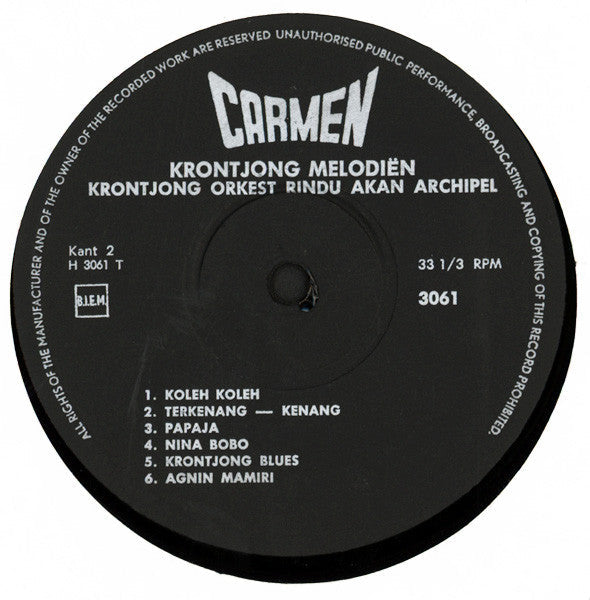 ALL RIGHTS OF THE MANUFACTURER AND OF THE OWNER OF THE RECORDED WORK ARE RESERVED UNAUTHORISED PUBLIC PERFORMANCE, BROADCASTING AND COPYING OF THIS RECORD PROHIBITED.
CARMEN
KRONTJONG MELODIËN
KRONTJONG ORKEST RINDU AKAN ARCHIPEL
Kant 2
H 3061 T
B.I.E.M.
33 1/3 RPM
3061
1. KOLEH KOLEH
2. TERKENANG — KENANG
3. PAPAJA
4. NINA BOBO
5. KRONTJONG BLUES
6. AGNIN MAMIRI